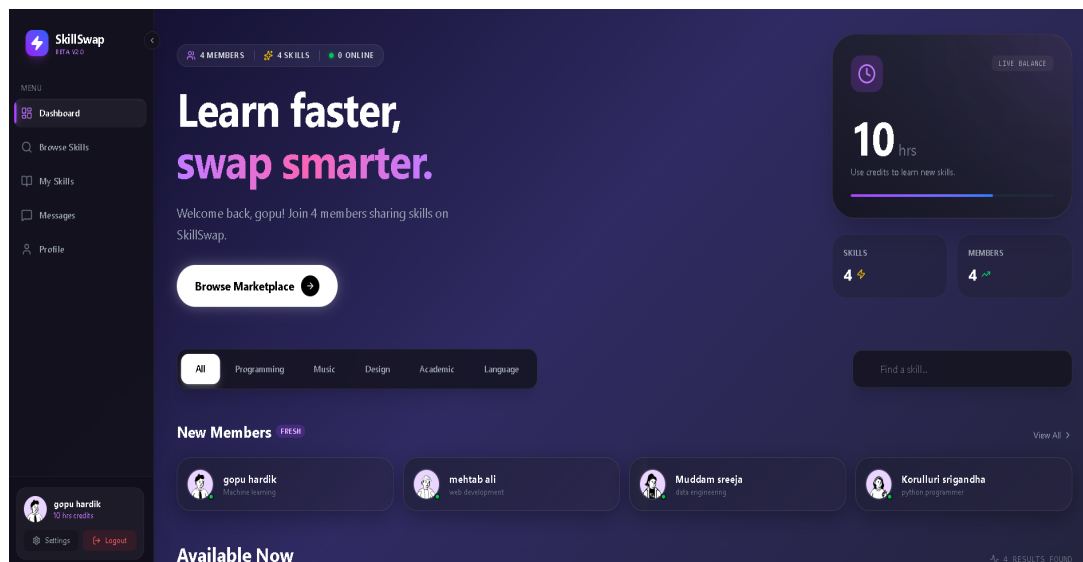 SkillSwap
BETA V2.0
MENU
Dashboard
Browse Skills
My Skills
Messages
Profile
gopu hardik
10 hrs credits
Settings
Logout
4 MEMBERS
4 SKILLS
0 ONLINE
Learn faster,
swap smarter.
Welcome back, gopu! Join 4 members sharing skills on
SkillSwap.
Browse Marketplace
LIVE BALANCE
10 hrs
Use credits to learn new skills.
SKILLS
4
MEMBERS
4
All
Programming
Music
Design
Academic
Language
Find a skill...
New Members
FRESH
View All
gopu hardik
Machine learning
mehtab ali
web development
Muddam sreeja
data engineering
Korulluri srigandha
python programmer
Available Now
4 RESULTS FOUND